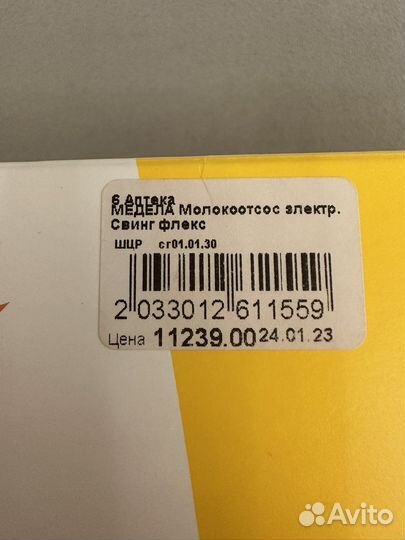 6 Аптека
МЕДЕЛА Молокоотсос электр.
Свинг флекс
ШЦР сг01.01.30
2 033012 611559
Цена 11239.00 24.01.23
Avito